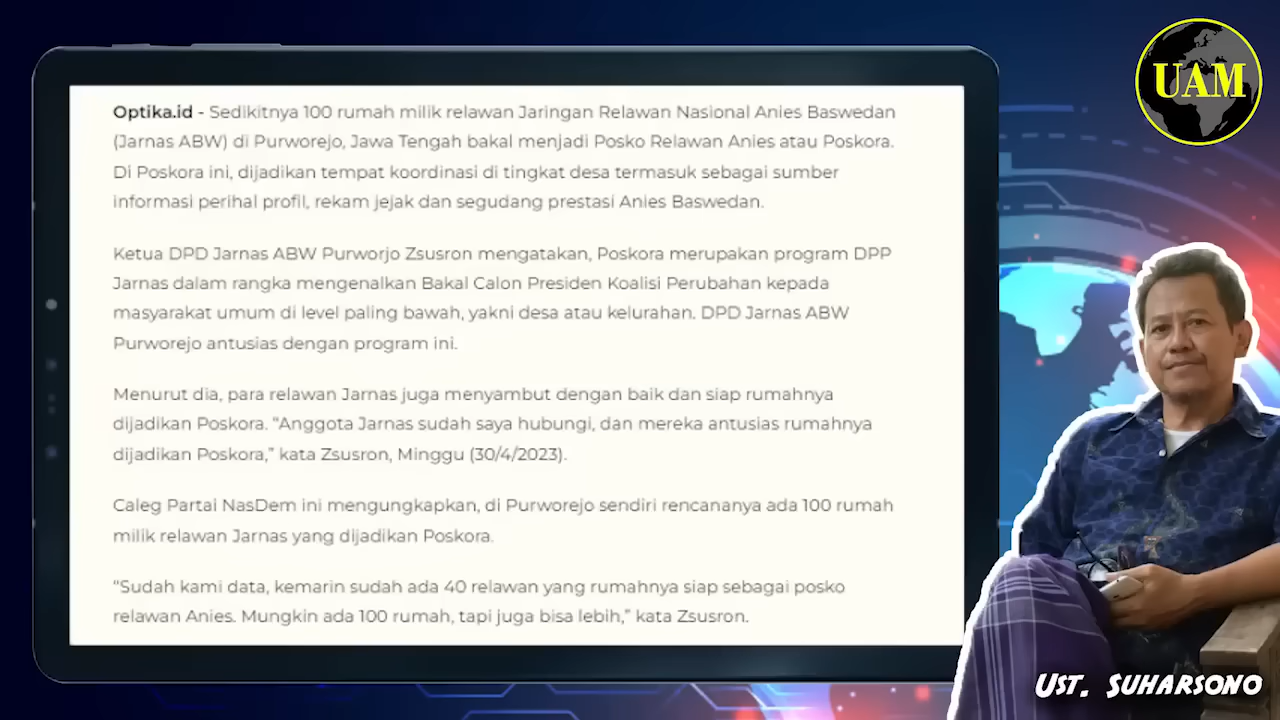 Optika.id - Sedikitnya 100 rumah milik relawan Jaringan Relawan Nasional Anies Baswedan
(Jarnas ABW) di Purworejo, Jawa Tengah bakal menjadi Posko Relawan Anies atau Poskora.
Di Poskora ini, dijadikan tempat koordinasi di tingkat desa termasuk sebagai sumber
informasi perihal profil, rekam jejak dan segudang prestasi Anies Baswedan.
Ketua DPD Jarnas ABW Purworjo Zsusron mengatakan, Poskora merupakan program DPP
Jarnas dalam rangka mengenalkan Bakal Calon Presiden Koalisi Perubahan kepada
masyarakat umum di level paling bawah, yakni desa atau kelurahan. DPD Jarnas ABW
Purworejo antusias dengan program ini.
Menurut dia, para relawan Jarnas juga menyambut dengan baik dan siap rumahnya
dijadikan Poskora. “Anggota Jarnas sudah saya hubungi, dan mereka antusias rumahnya
dijadikan Poskora,” kata Zsusron, Minggu (30/4/2023).
Caleg Partai NasDem ini mengungkapkan, di Purworejo sendiri rencananya ada 100 rumah
milik relawan Jarnas yang dijadikan Poskora.
“Sudah kami data, kemarin sudah ada 40 relawan yang rumahnya siap sebagai posko
relawan Anies. Mungkin ada 100 rumah, tapi juga bisa lebih,” kata Zsusron.
UAM
Ust. Suharsono